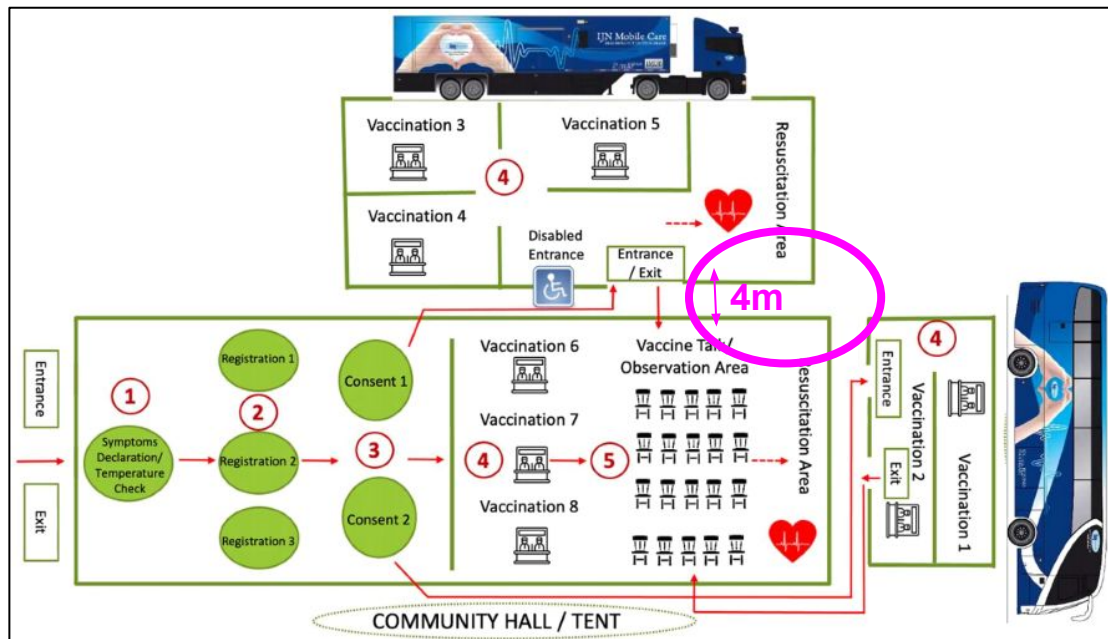 IJN Mobile Care
Vaccination 3
Vaccination 5
Resuscitation Area
4
Vaccination 4
Disabled
Entrance
Entrance
/ Exit
4m
Entrance
Exit
1
Symptoms
Declaration/
Temperature
Check
Registration 1
2
Registration 2
Registration 3
Consent 1
3
Consent 2
Vaccination 6
Vaccination 7
4
Vaccination 8
5
Vaccine Talk/
Observation Area
Resuscitation Area
4
Entrance
Exit
Vaccination 2
Vaccination 1
COMMUNITY HALL / TENT